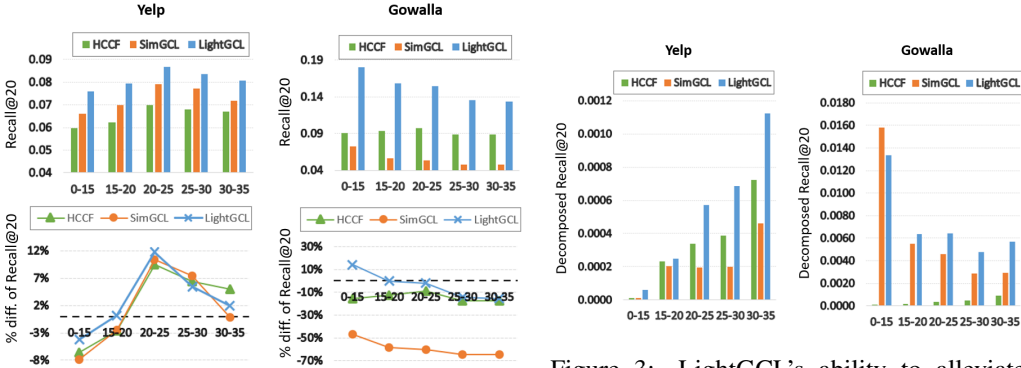 Yelp
HCCF SimGCL LightGCL
Recall@20
0.09
0.08
0.07
0.06
0.05
0.04
0-15 15-20 20-25 25-30 30-35
HCCF SimGCL LightGCL
% diff. of Recall@20
12%
7%
2%
-3%
-8%
0-15 15-20 20-25 25-30 30-35
Gowalla
HCCF SimGCL LightGCL
Recall@20
0.19
0.14
0.09
0.04
0-15 15-20 20-25 25-30 30-35
HCCF SimGCL LightGCL
% diff. of Recall@20
30%
10%
-10%
-30%
-50%
-70%
0-15 15-20 20-25 25-30 30-35
Yelp
HCCF SimGCL LightGCL
Decomposed Recall@20
0.0012
0.0010
0.0008
0.0006
0.0004
0.0002
0.0000
0-15 15-20 20-25 25-30 30-35
Gowalla
HCCF SimGCL LightGCL
Decomposed Recall@20
0.0180
0.0160
0.0140
0.0120
0.0100
0.0080
0.0060
0.0040
0.0020
0.0000
0-15 15-20 20-25 25-30 30-35
Figure 3: LightGCL's ability to alleviate